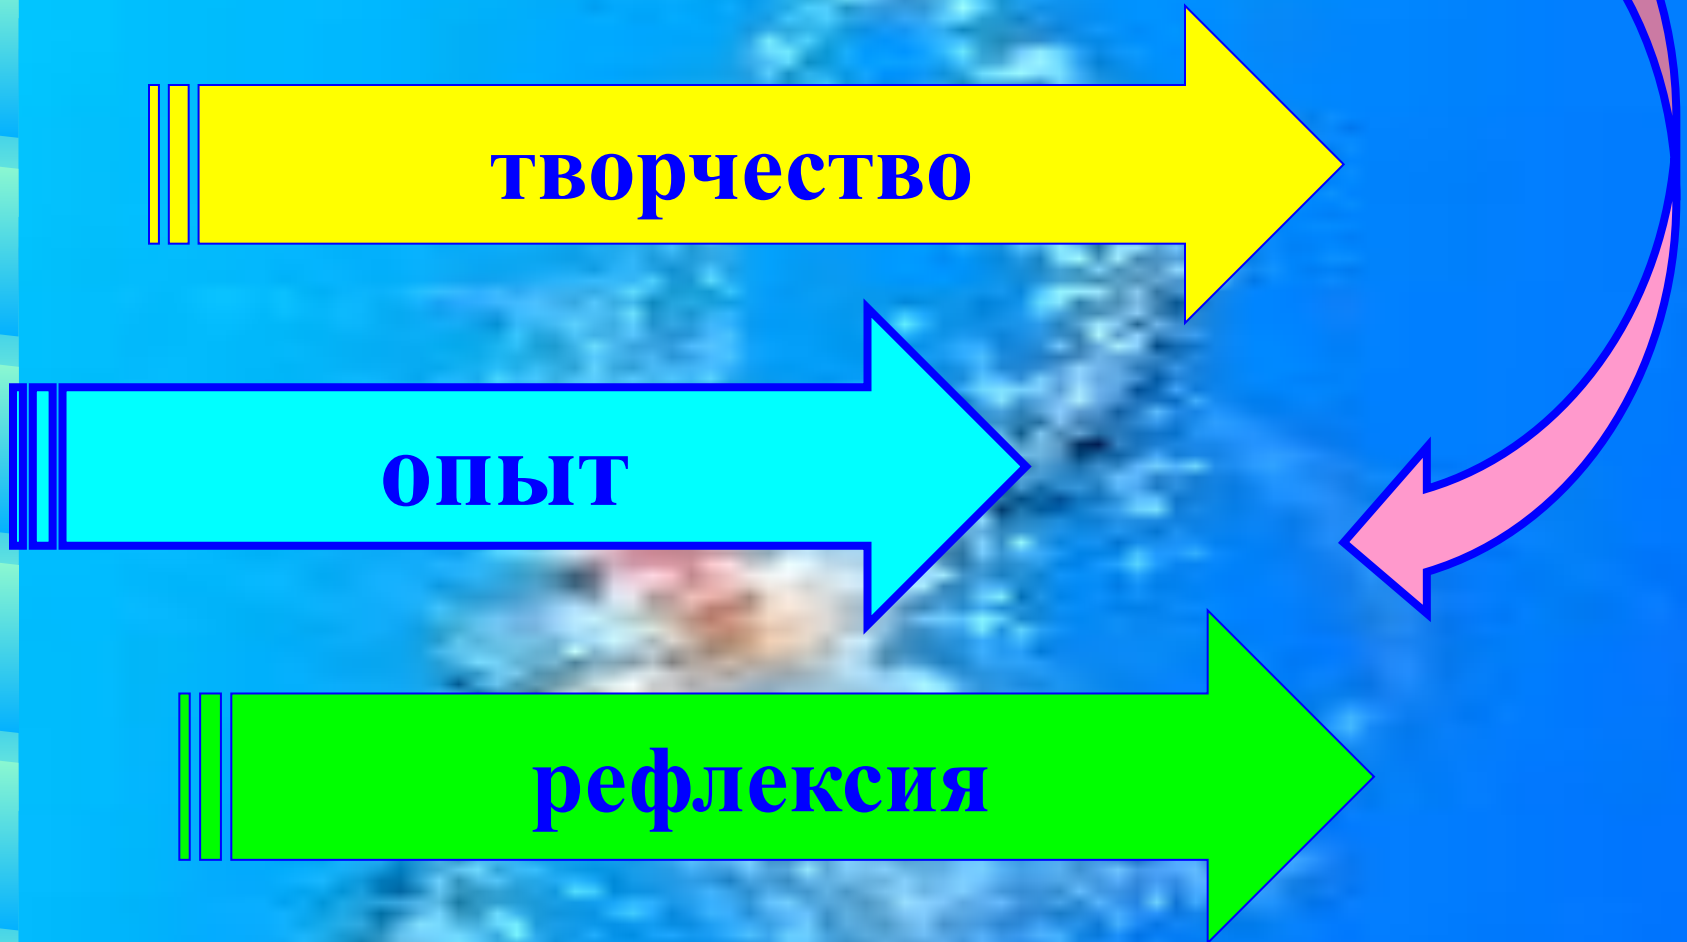 творчество
опыт
рефлексия